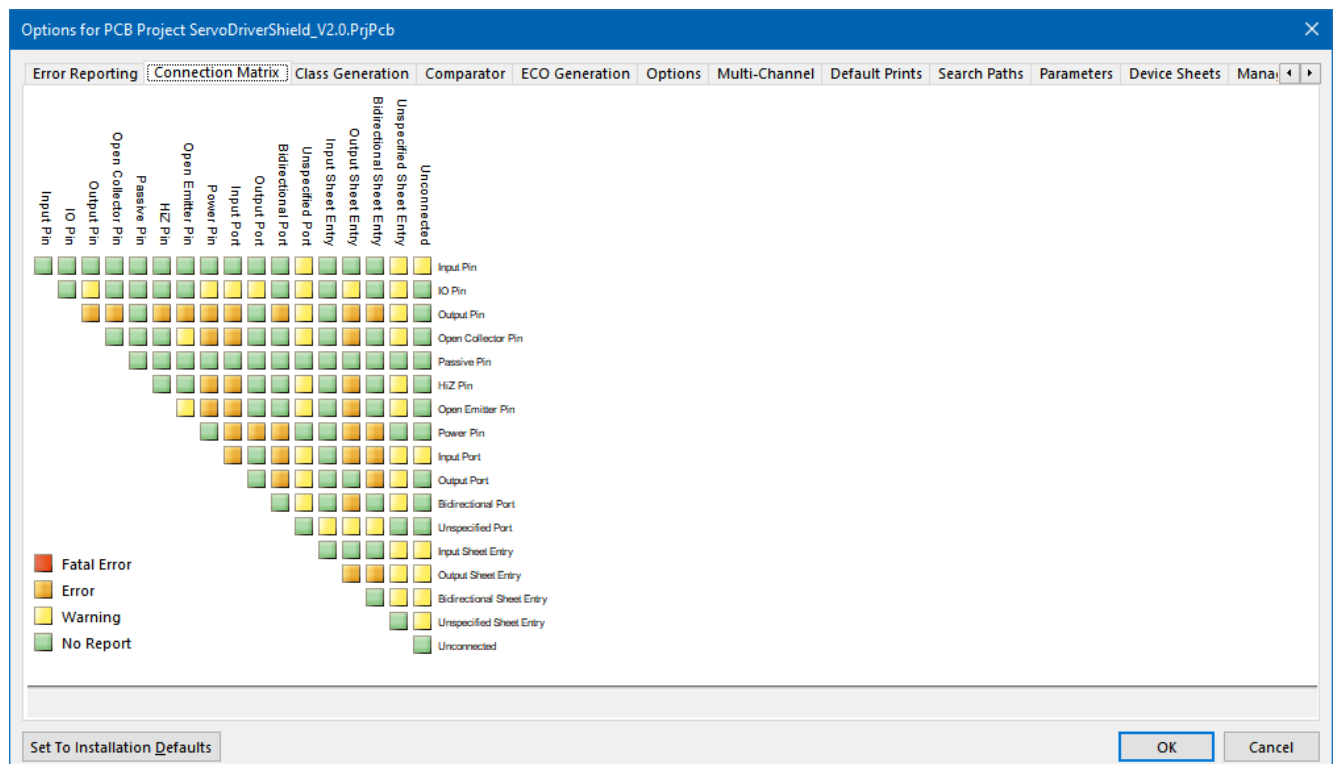 Options for PCB Project ServoDriverShield_V2.0.PrjPcb
Error Reporting
Connection Matrix
Class Generation
Comparator
ECO Generation
Options
Multi-Channel
Default Prints
Search Paths
Parameters
Device Sheets
Mana
Input Pin
IO Pin
Output Pin
Open Collector Pin
Passive Pin
HiZ Pin
Open Emitter Pin
Power Pin
Input Port
Output Port
Bidirectional Port
Unspecified Port
Input Sheet Entry
Output Sheet Entry
Bidirectional Sheet Entry
Unspecified Sheet Entry
Unconnected
Input Pin
IO Pin
Output Pin
Open Collector Pin
Passive Pin
HiZ Pin
Open Emitter Pin
Power Pin
Input Port
Output Port
Bidirectional Port
Unspecified Port
Input Sheet Entry
Output Sheet Entry
Bidirectional Sheet Entry
Unspecified Sheet Entry
Unconnected
Fatal Error
Error
Warning
No Report
Set To Installation Defaults
OK
Cancel